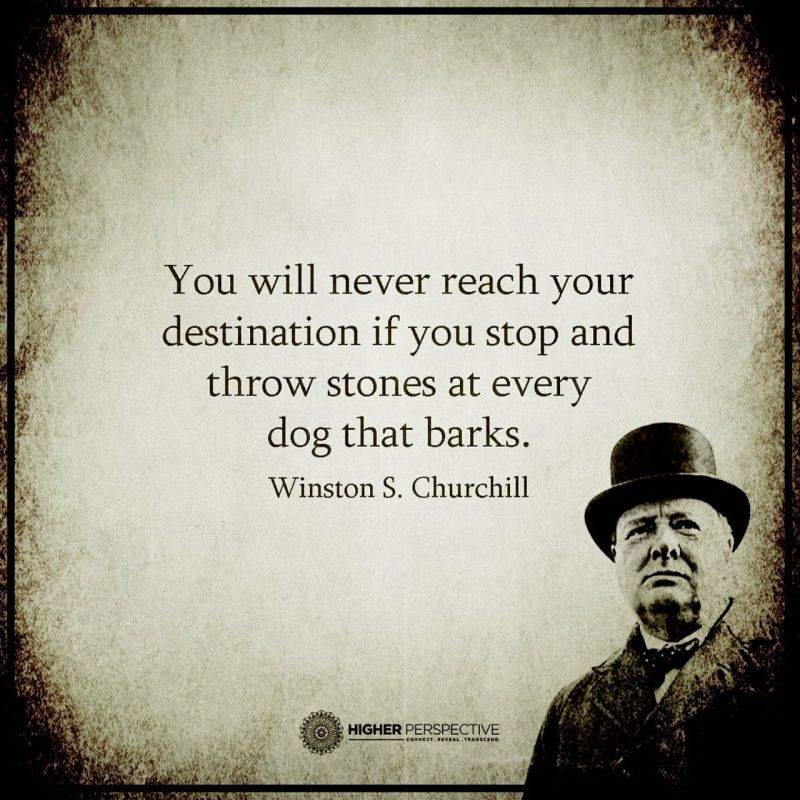 You will never reach your
destination if you stop and
throw stones at every
dog that barks.
Winston S. Churchill
HIGHER PERSPECTIVE
CONNECT.REVEAL.TRANSCEND.